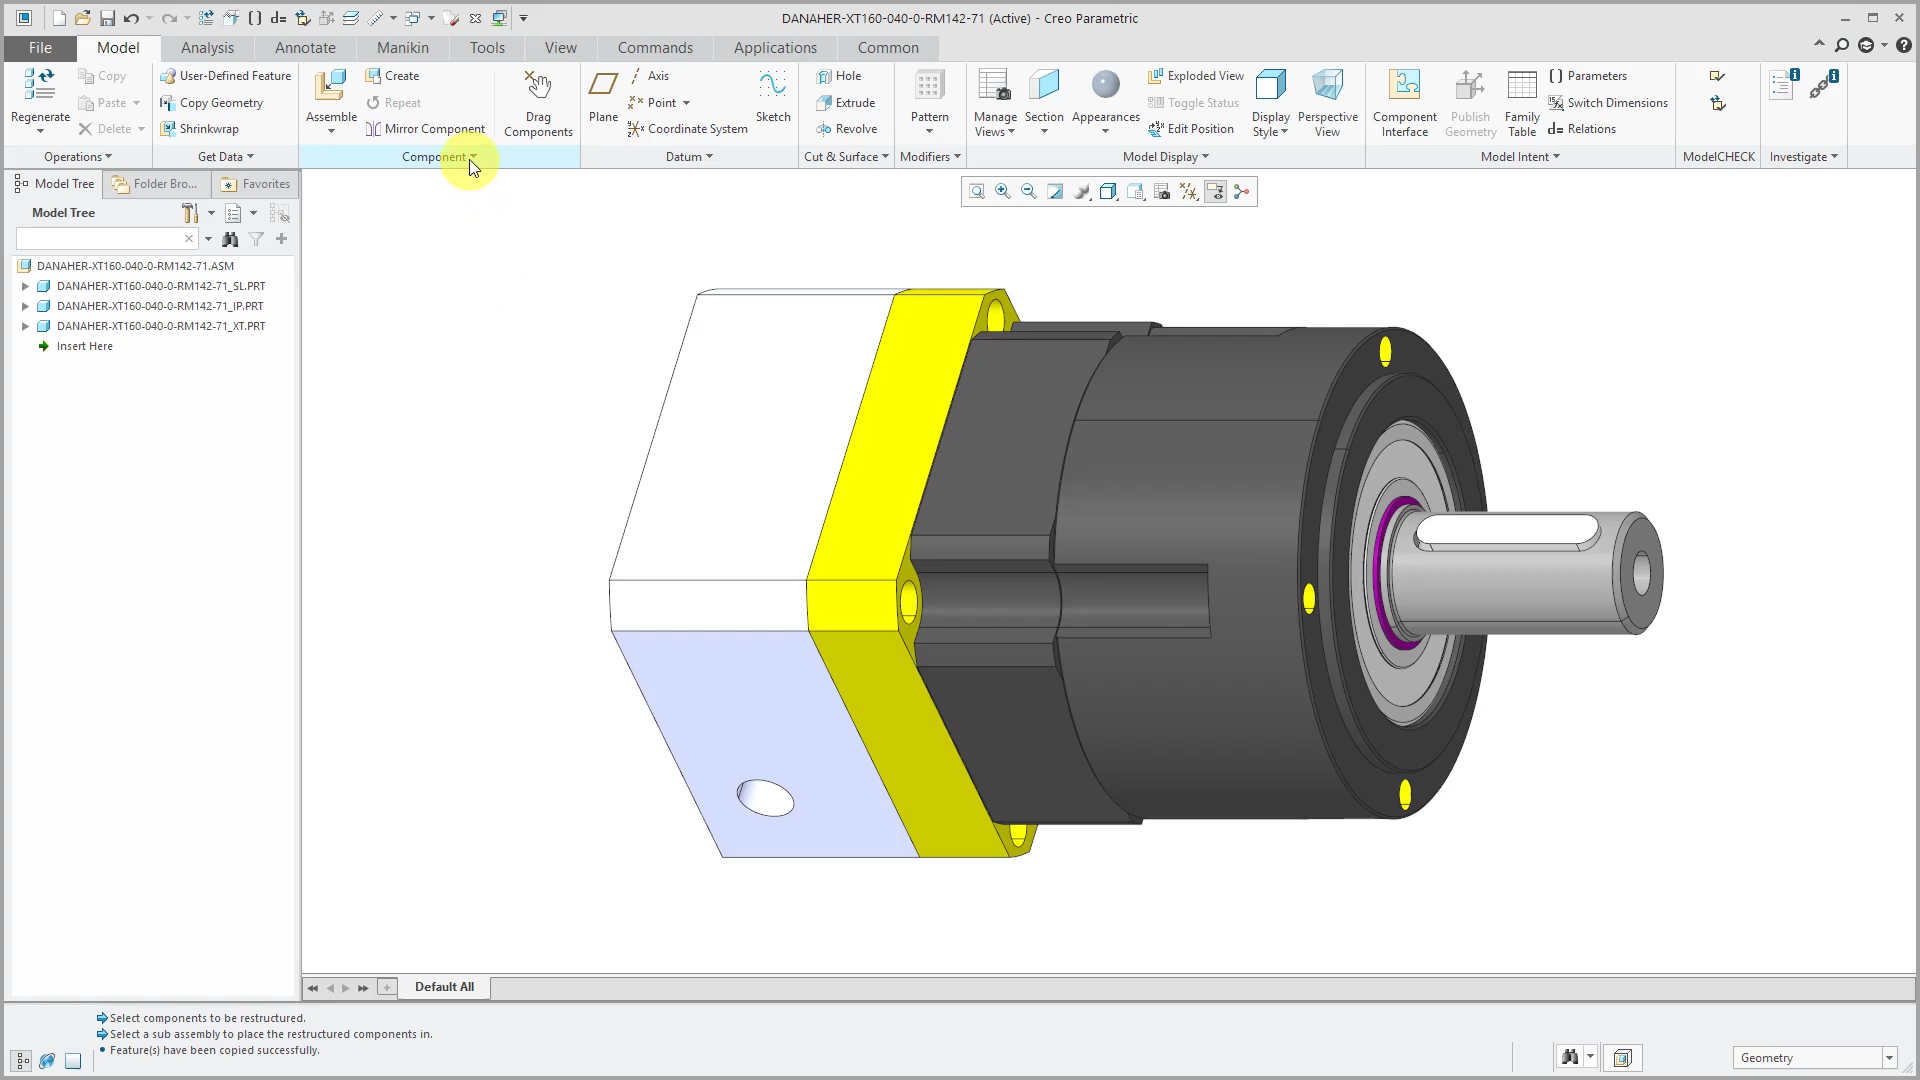 DANAHER-XT160-040-0-RM142-71 (Active) - Creo Parametric
File Model Analysis Annotate Manikin Tools View Commands Applications Common
Copy User-Defined Feature Create Axis Hole Exploded View Parameters
Paste Copy Geometry Repeat Point Extrude Toggle Status Switch Dimensions
Regenerate Assemble Drag Components Plane Sketch Pattern Manage Views Section Appearances Display Style Perspective View Component Interface Publish Geometry Family Table
Delete Shrinkwrap Mirror Component Coordinate System Revolve Edit Position Relations
Operations Get Data Component Datum Cut & Surface Modifiers Model Display Model Intent ModelCHECK Investigate
Model Tree Folder Bro... Favorites
Model Tree
DANAHER-XT160-040-0-RM142-71.ASM
DANAHER-XT160-040-0-RM142-71_SL.PRT
DANAHER-XT160-040-0-RM142-71_IP.PRT
DANAHER-XT160-040-0-RM142-71_XT.PRT
Insert Here
Default All
Select components to be restructured.
Select a sub assembly to place the restructured components in.
Feature(s) have been copied successfully.
Geometry